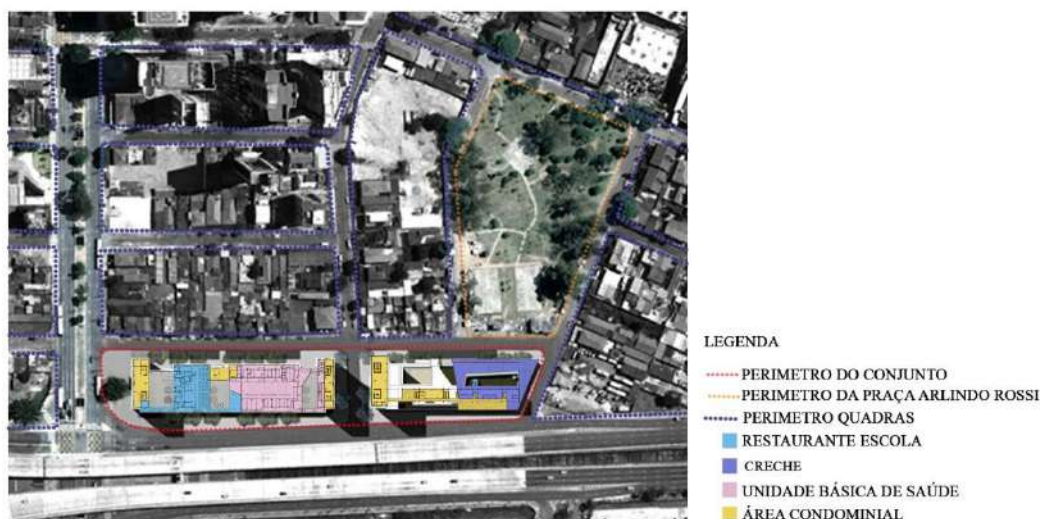 LEGENDA
PERIMETRO DO CONJUNTO
PERIMETRO DA PRAÇA ARLINDO ROSSI
PERIMETRO QUADRAS
RESTAURANTE ESCOLA
CRECHE
UNIDADE BÁSICA DE SAÚDE
ÁREA CONDOMINIAL